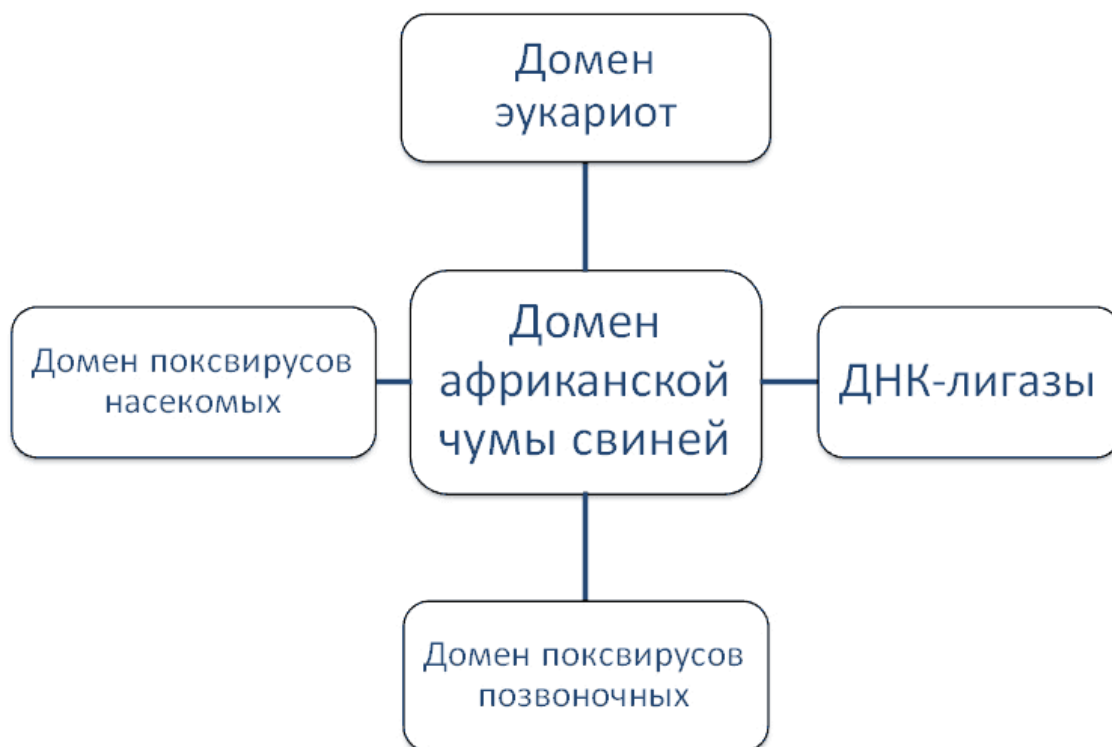 Домен
эукариот
Домен поксвирусов
насекомых
Домен
африканской
чумы свиней
ДНК-лигазы
Домен поксвирусов
позвоночных